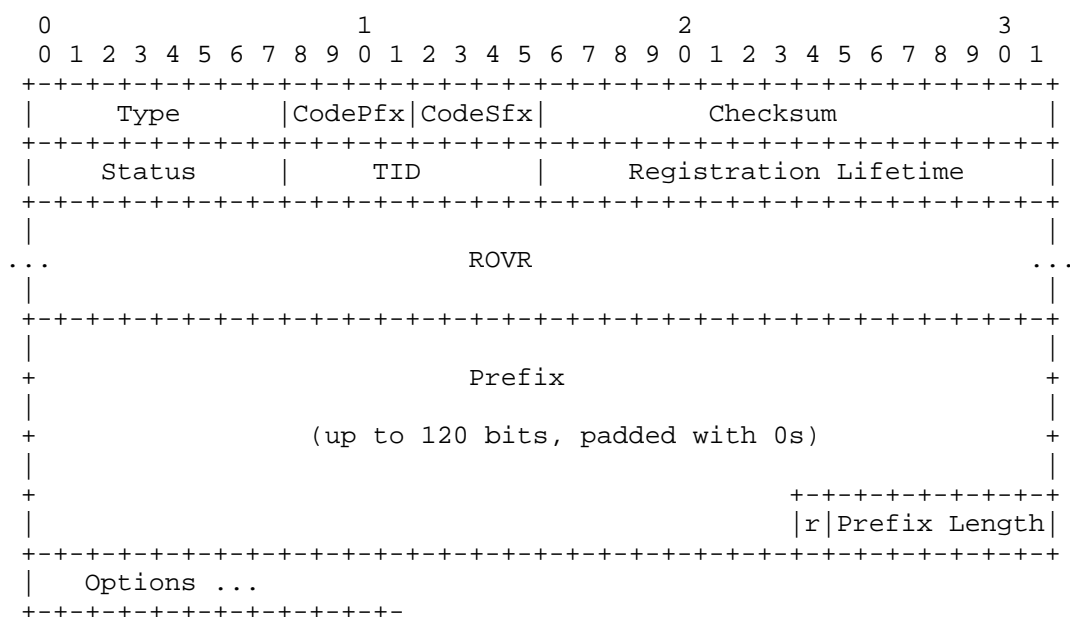 0                   1                   2                   3
 0 1 2 3 4 5 6 7 8 9 0 1 2 3 4 5 6 7 8 9 0 1 2 3 4 5 6 7 8 9 0 1
+-+-+-+-+-+-+-+-+-+-+-+-+-+-+-+-+-+-+-+-+-+-+-+-+-+-+-+-+-+-+-+-+
|     Type      |CodePfx|CodeSfx|          Checksum             |
+-+-+-+-+-+-+-+-+-+-+-+-+-+-+-+-+-+-+-+-+-+-+-+-+-+-+-+-+-+-+-+-+
|    Status     |     TID       |     Registration Lifetime     |
+-+-+-+-+-+-+-+-+-+-+-+-+-+-+-+-+-+-+-+-+-+-+-+-+-+-+-+-+-+-+-+-+
|                                                               |
...                         ROVR                              ...
|                                                               |
+-+-+-+-+-+-+-+-+-+-+-+-+-+-+-+-+-+-+-+-+-+-+-+-+-+-+-+-+-+-+-+-+
|                                                               |
+                           Prefix                              +
|                                                               |
+                 (up to 120 bits, padded with 0s)              +
|                                                               |
+                                               +-+-+-+-+-+-+-+-+
|                                               |r|Prefix Length|
+-+-+-+-+-+-+-+-+-+-+-+-+-+-+-+-+-+-+-+-+-+-+-+-+-+-+-+-+-+-+-+-+
|   Options ...
+-+-+-+-+-+-+-+-+-+-+-+-